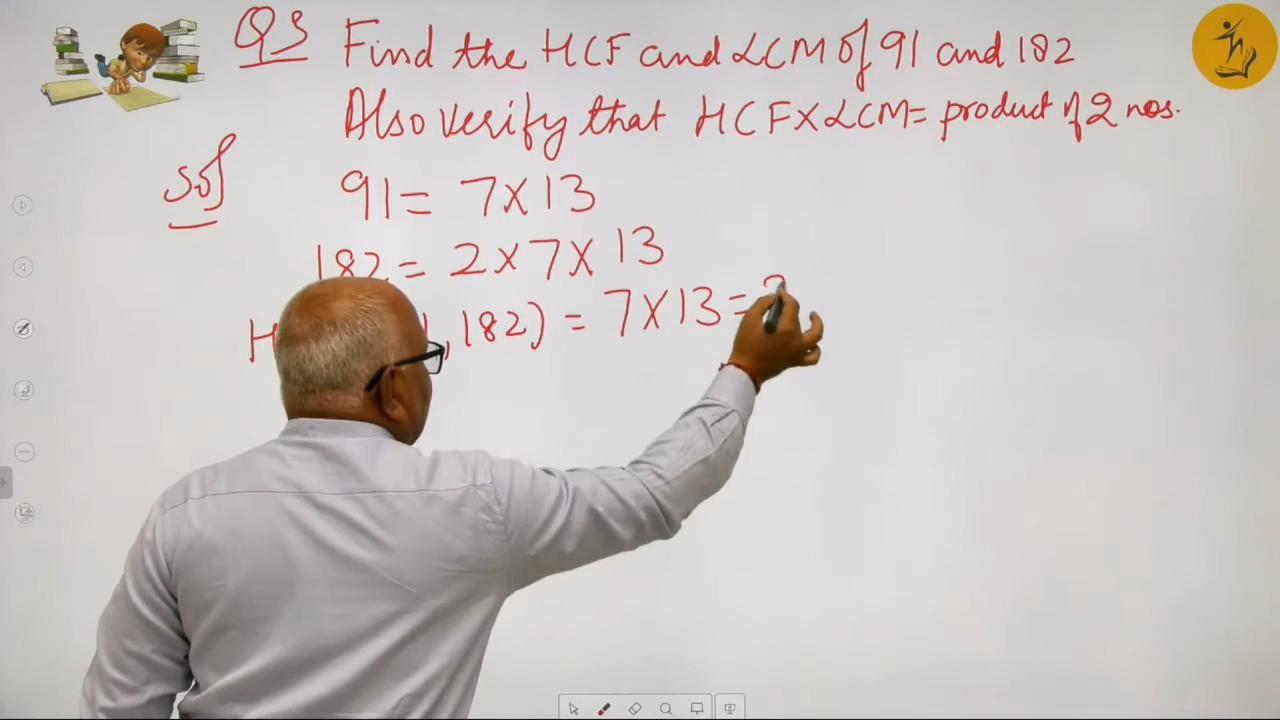 Q3 Find the HCF and LCM of 91 and 182
Also verify that HCF×LCM= product of 2 nos.
Sol
91= 7×13
182 = 2×7×13
H , 182) = 7×13 =